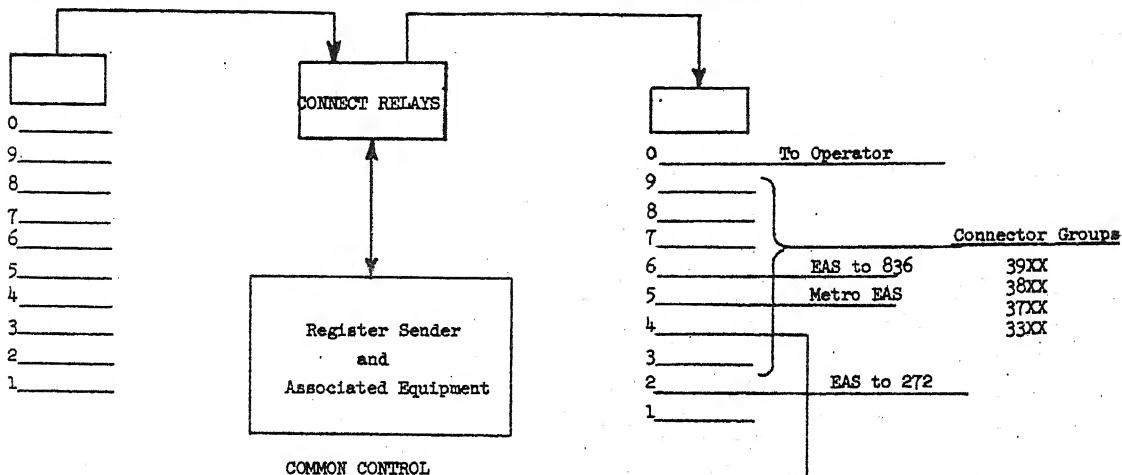 CONNECT RELAYS
0
9
8
7
6
5
4
3
2
1
Register Sender
and
Associated Equipment
COMMON CONTROL
0 To Operator
9
8
7
6 EAS to 836
5 Metro EAS
4
3
2 EAS to 272
1
Connector Groups
39XX
38XX
37XX
33XX